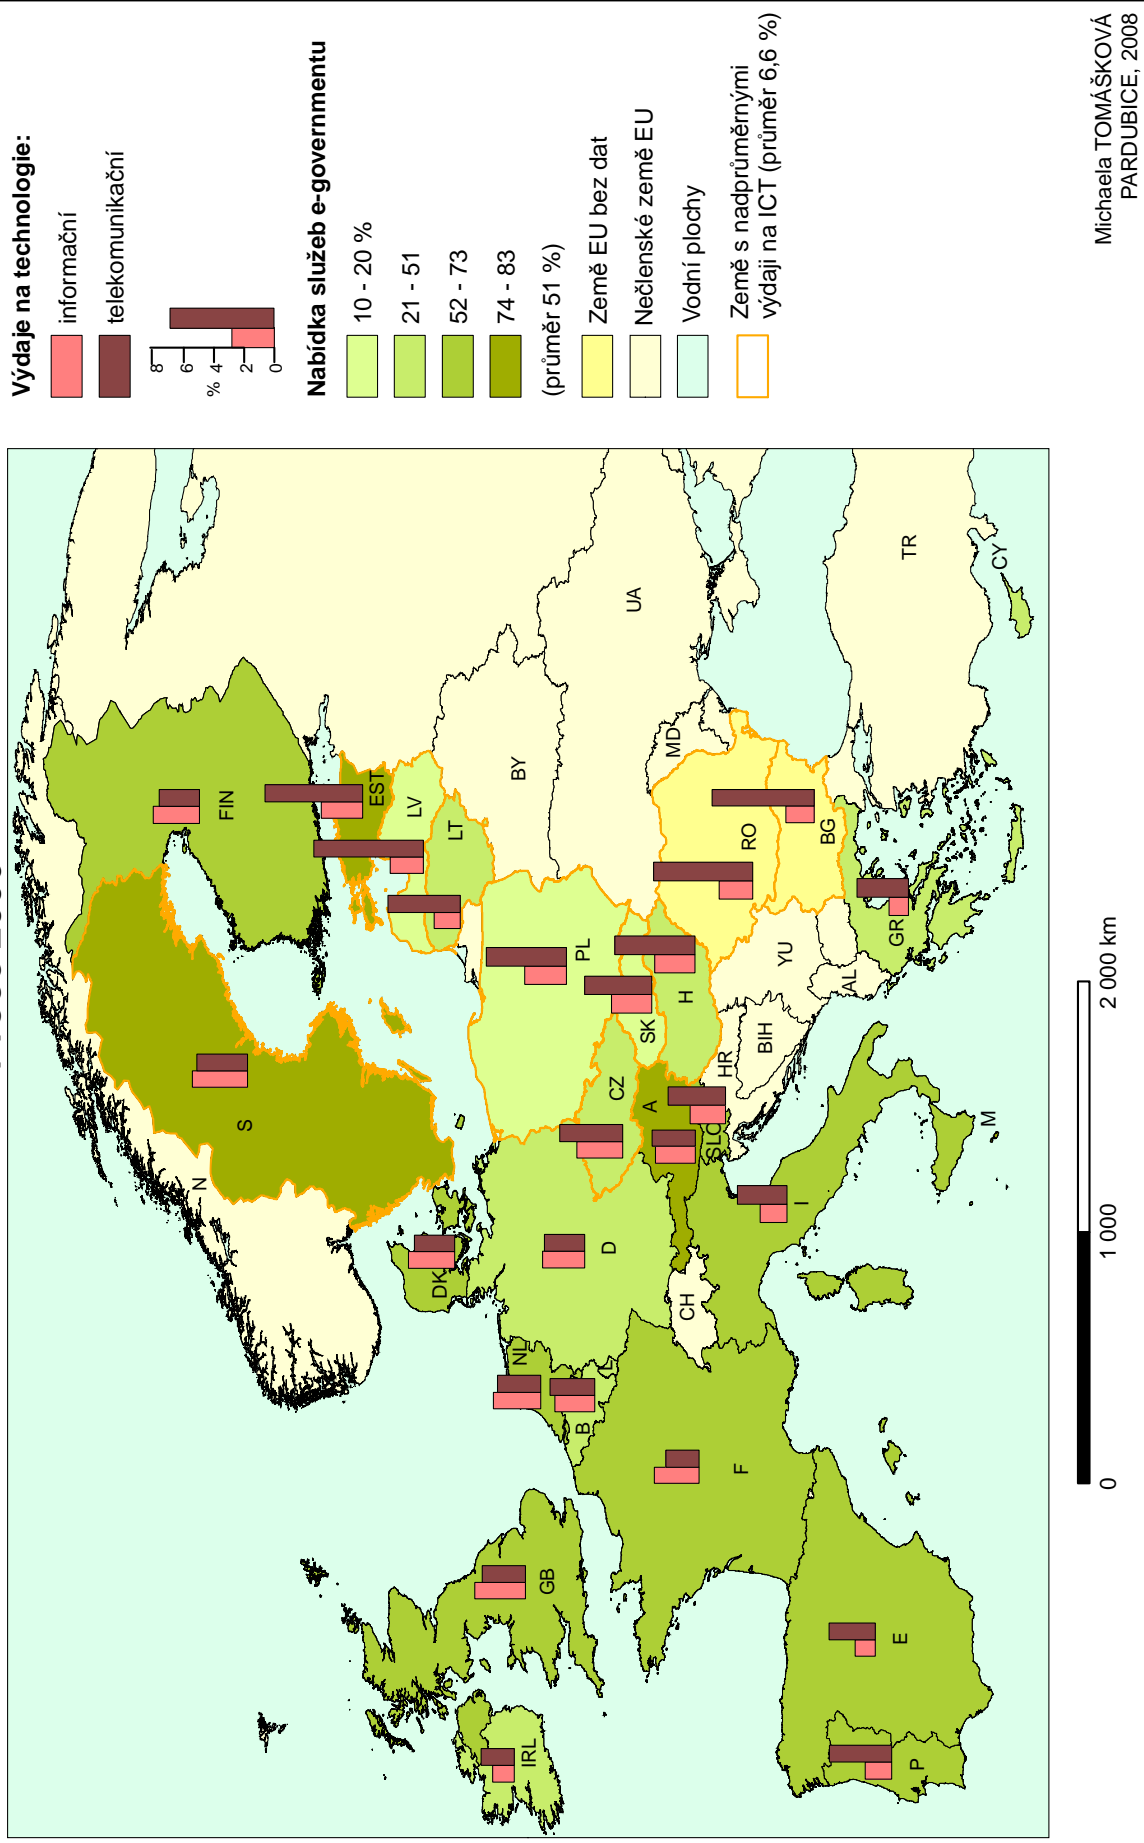 Výdaje na technologie:
informační
telekomunikační
8
6
%
4
2
0
Nabídka služeb e-governmentu
10 - 20 %
21 - 51
52 - 73
74 - 83
(průměr 51 %)
Země EU bez dat
Nečlenské země EU
Vodní plochy
Země s nadprůměrnými
výdaji na ICT (průměr 6,6 %)
Michaela TOMÁŠKOVÁ
PARDUBICE, 2008
FIN
S
N
EST
LV
LT
DK
IRL
GB
NL
B
L
D
PL
BY
UA
CZ
SK
A
H
MD
RO
BG
F
CH
SLO
HR
BIH
YU
AL
GR
TR
CY
I
M
E
P
0
1 000
2 000 km